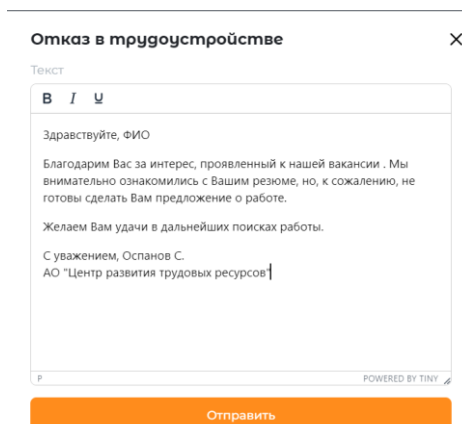 Отказ в трудоустройстве
Текст
B I U
Здравствуйте, ФИО
Благодарим Вас за интерес, проявленный к нашей вакансии . Мы
внимательно ознакомились с Вашим резюме, но, к сожалению, не
готовы сделать Вам предложение о работе.
Желаем Вам удачи в дальнейших поисках работы.
С уважением, Оспанов С.
АО "Центр развития трудовых ресурсов"
P POWERED BY TINY
Отправить